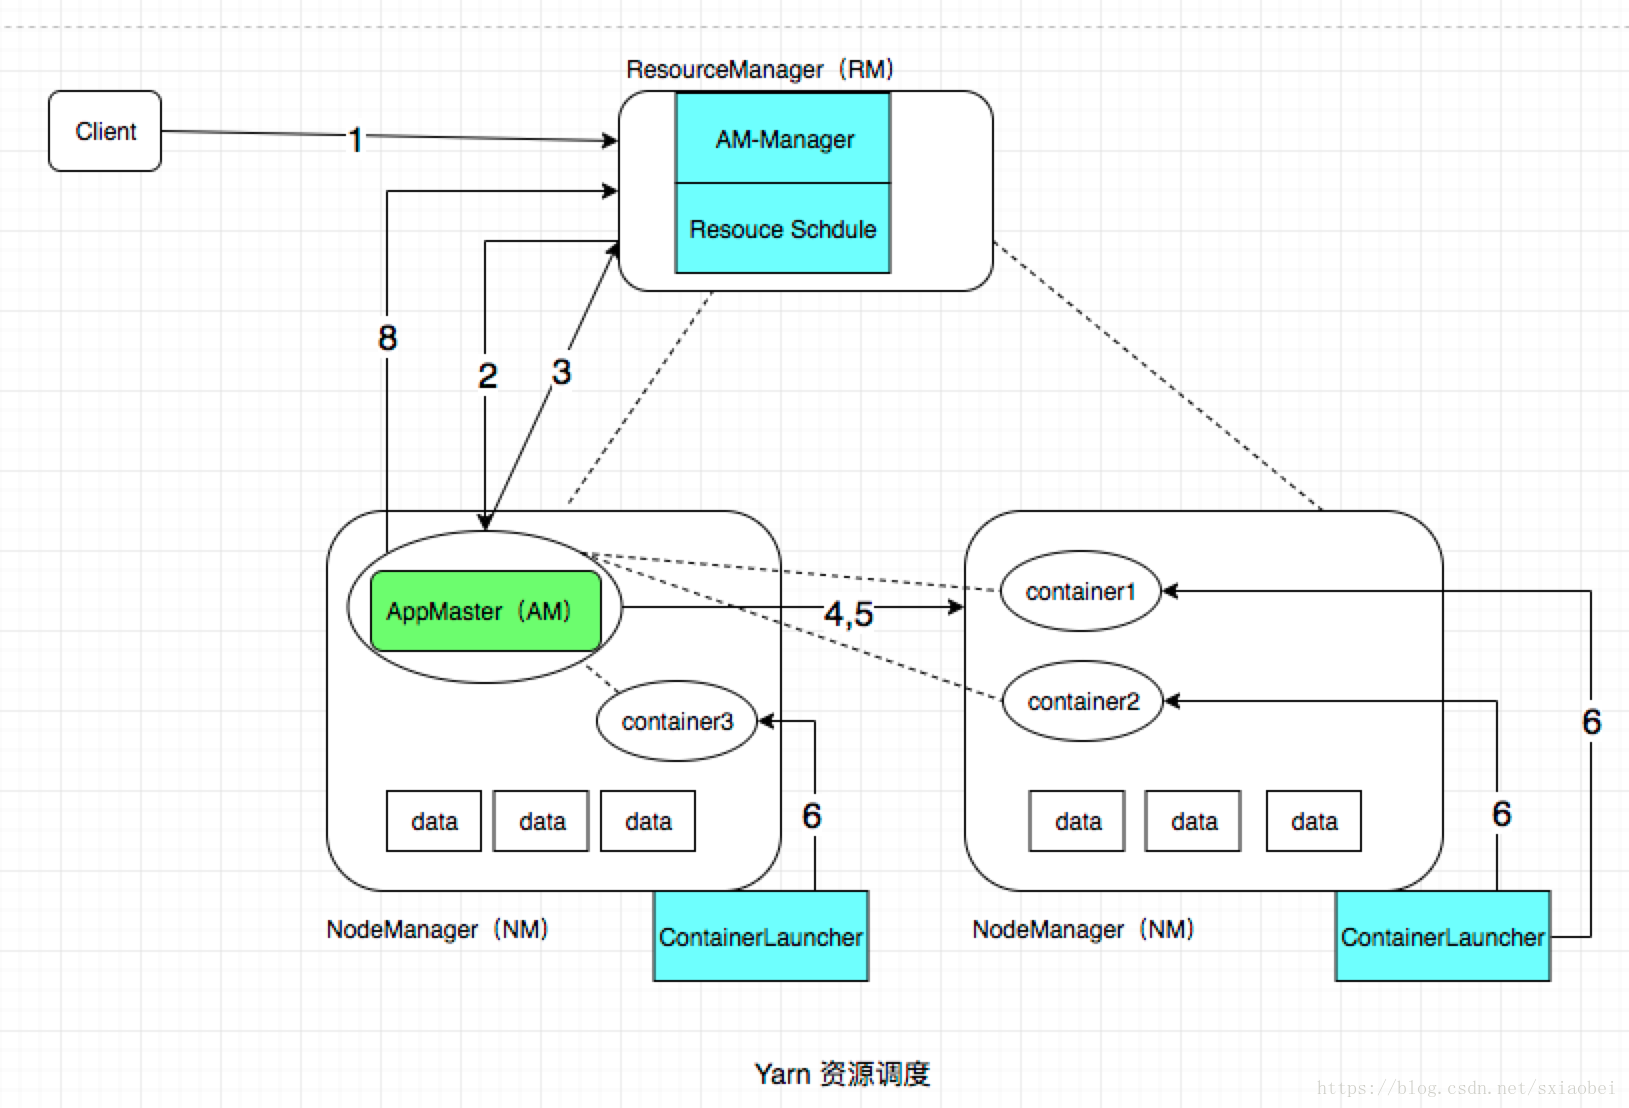 ResourceManager（RM）
Client
1
AM-Manager
Resouce Schdule
8
2
3
AppMaster（AM）
4,5
container1
container2
container3
6
6
6
data
data
data
data
data
data
NodeManager（NM）
ContainerLauncher
NodeManager（NM）
ContainerLauncher
Yarn 资源调度
https://blog.csdn.net/sxiaobei